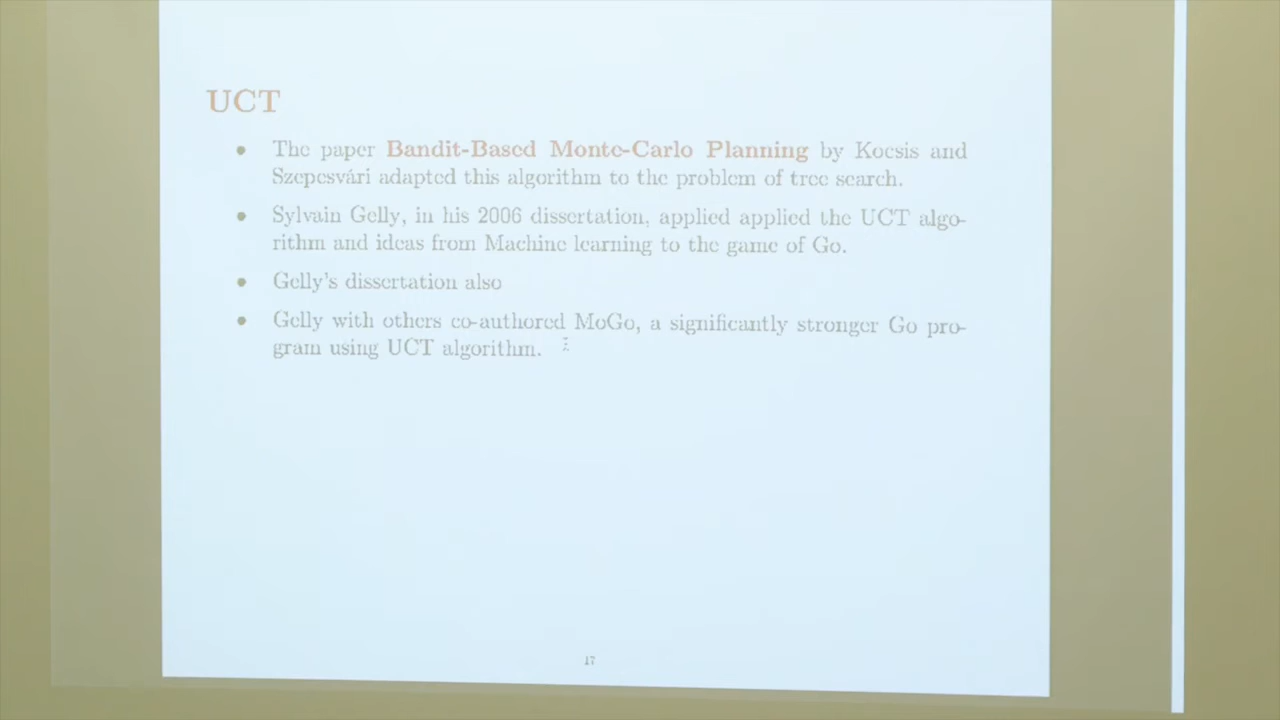 UCT
• The paper Bandit-Based Monte-Carlo Planning by Kocsis and
Szepesvári adapted this algorithm to the problem of tree search.
• Sylvain Gelly, in his 2006 dissertation, applied applied the UCT algo-
rithm and ideas from Machine learning to the game of Go.
• Gelly's dissertation also
• Gelly with others co-authored MoGo, a significantly stronger Go pro-
gram using UCT algorithm.
17